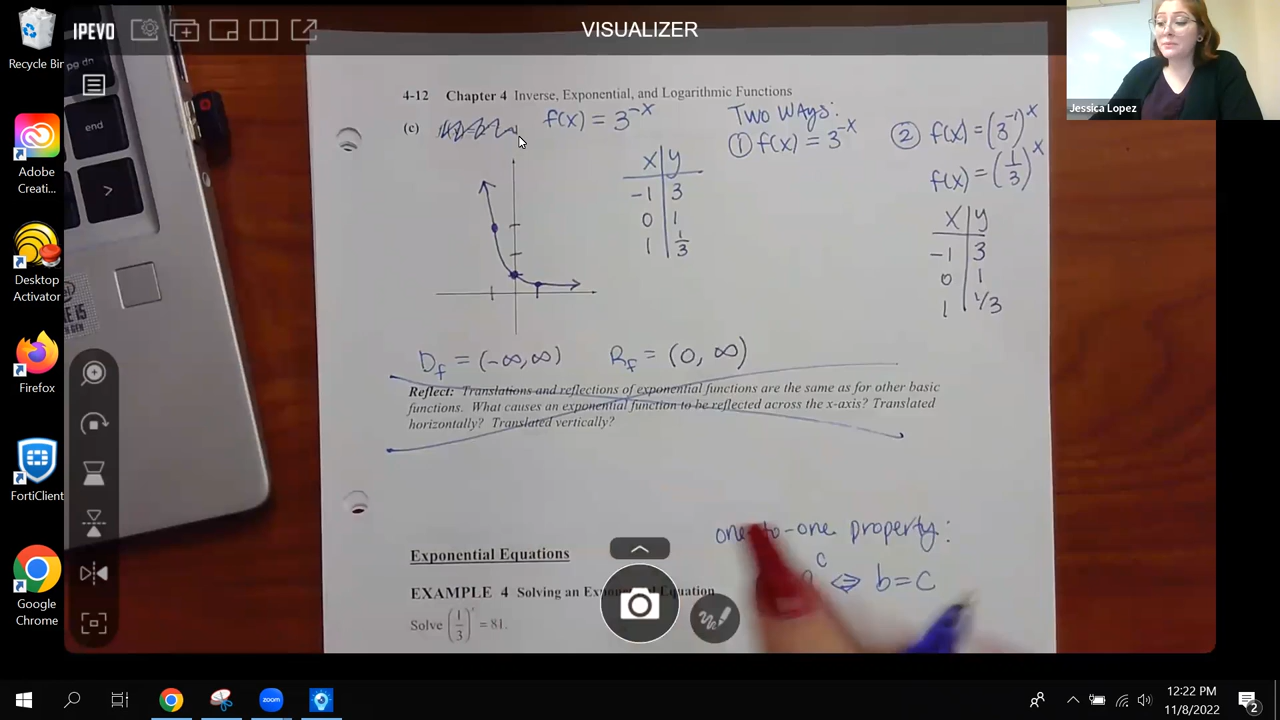 Recycle Bin
Adobe
Acrobat
Desktop
Activator
Firefox
FortiClient
Google
Chrome
IPEVO
VISUALIZER
Jessica Lopez
pg dn
end
4-12 Chapter 4 Inverse, Exponential, and Logarithmic Functions
(c) f(x) = 3^-x
x | y
-1 | 3
0 | 1
1 | 1/3
TWO WAYS:
① f(x) = 3^-x
② f(x) = (3^-1)^x
f(x) = (1/3)^x
x | y
-1 | 3
0 | 1
1 | 1/3
D_f = (-∞,∞) R_f = (0, ∞)
Reflect: Translations and reflections of exponential functions are the same as for other basic
functions. What causes an exponential function to be reflected across the x-axis? Translated
horizontally? Translated vertically?
one-to-one property:
c ⇔ b=c
Exponential Equations
EXAMPLE 4 Solving an Exponential Equation
Solve (1/3)^x = 81.
zoom
12:22 PM
11/8/2022
2